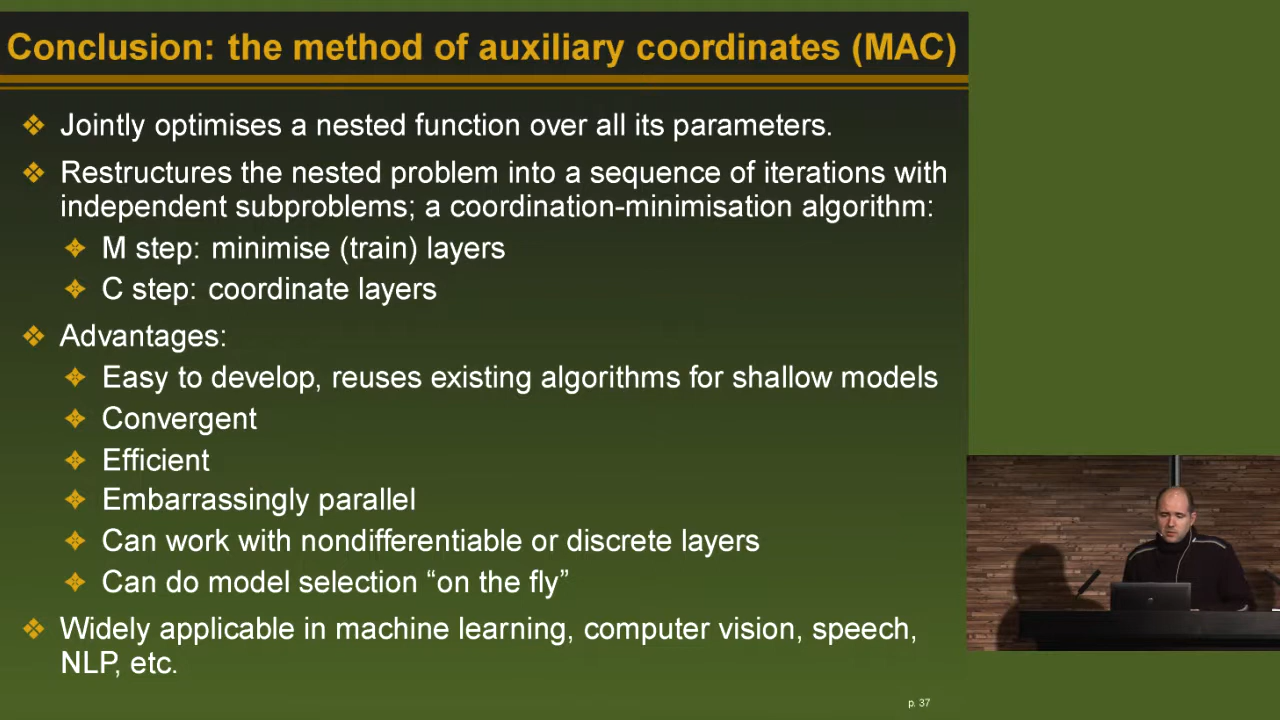 Conclusion: the method of auxiliary coordinates (MAC)
Jointly optimises a nested function over all its parameters.
Restructures the nested problem into a sequence of iterations with
independent subproblems; a coordination-minimisation algorithm:
M step: minimise (train) layers
C step: coordinate layers
Advantages:
Easy to develop, reuses existing algorithms for shallow models
Convergent
Efficient
Embarrassingly parallel
Can work with nondifferentiable or discrete layers
Can do model selection “on the fly”
Widely applicable in machine learning, computer vision, speech,
NLP, etc.
p. 37